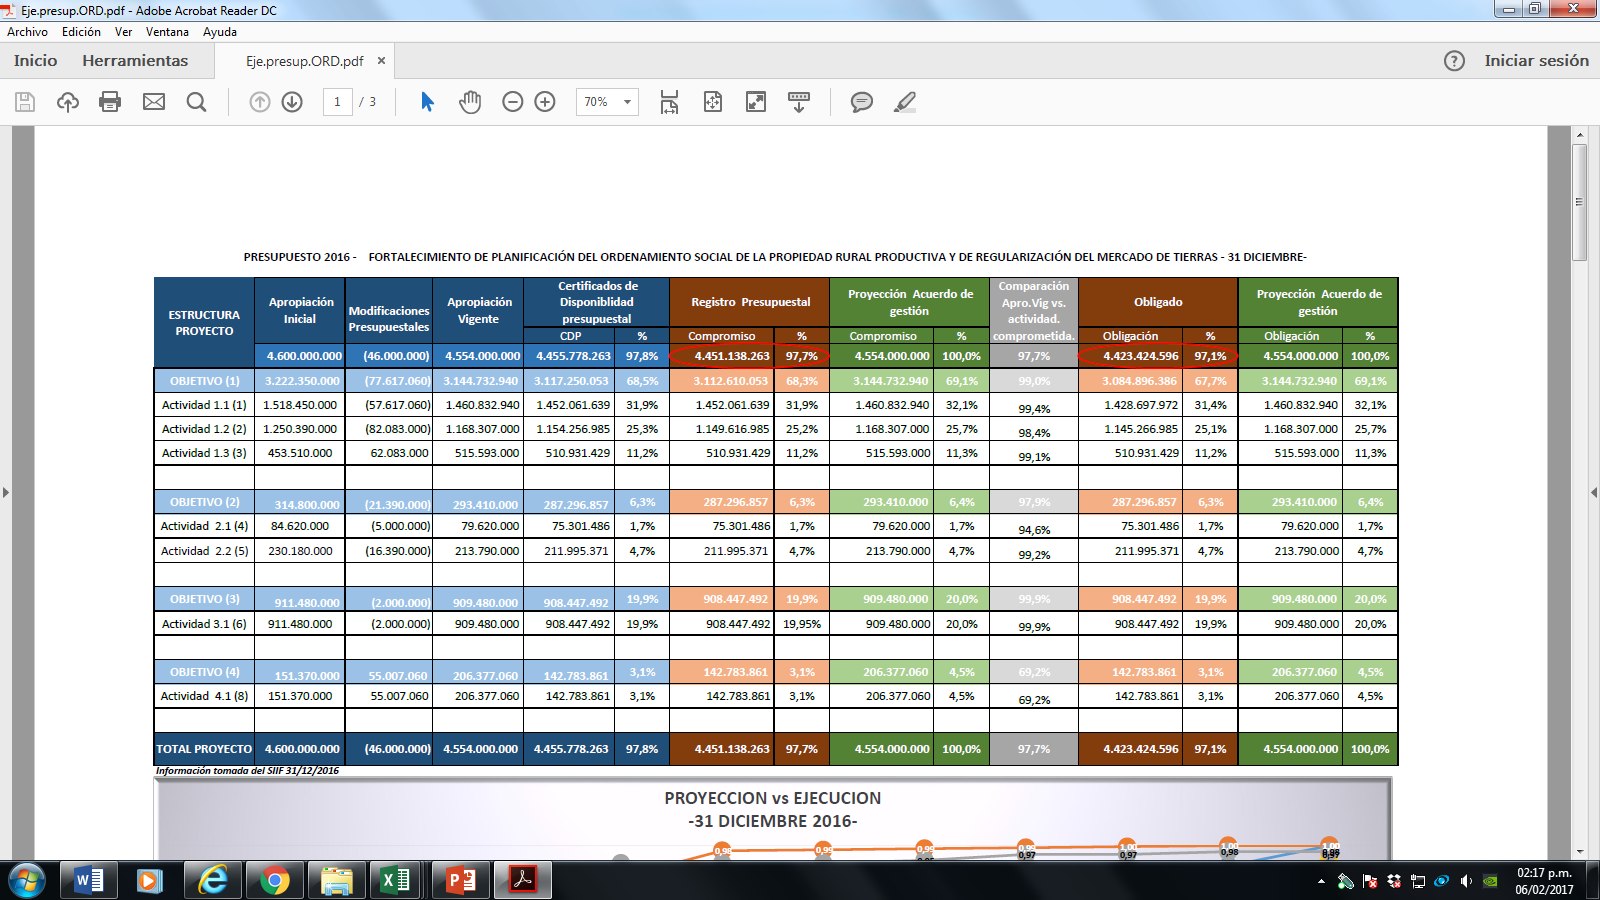 Eje.presup.ORD.pdf - Adobe Acrobat Reader DC
Archivo Edición Ver Ventana Ayuda
Inicio Herramientas Eje.presup.ORD.pdf × ? Iniciar sesión
1 / 3 70%
PRESUPUESTO 2016 - FORTALECIMIENTO DE PLANIFICACIÓN DEL ORDENAMIENTO SOCIAL DE LA PROPIEDAD RURAL PRODUCTIVA Y DE REGULARIZACIÓN DEL MERCADO DE TIERRAS - 31 DICIEMBRE-
ESTRUCTURA PROYECTO Apropiación Inicial Modificaciones Presupuestales Apropiación Vigente Certificados de Disponiblidad presupuestal Registro Presupuestal Proyección Acuerdo de gestión Comparación Apro.Vig vs. actividad. comprometida. Obligado Proyección Acuerdo de gestión
CDP % Compromiso % Compromiso % Obligación % Obligación %
4.600.000.000 (46.000.000) 4.554.000.000 4.455.778.263 97,8% 4.451.138.263 97,7% 4.554.000.000 100,0% 97,7% 4.423.424.596 97,1% 4.554.000.000 100,0%
OBJETIVO (1) 3.222.350.000 (77.617.060) 3.144.732.940 3.117.250.053 68,5% 3.112.610.053 68,3% 3.144.732.940 69,1% 99,0% 3.084.896.386 67,7% 3.144.732.940 69,1%
Actividad 1.1 (1) 1.518.450.000 (57.617.060) 1.460.832.940 1.452.061.639 31,9% 1.452.061.639 31,9% 1.460.832.940 32,1% 99,4% 1.428.697.972 31,4% 1.460.832.940 32,1%
Actividad 1.2 (2) 1.250.390.000 (82.083.000) 1.168.307.000 1.154.256.985 25,3% 1.149.616.985 25,2% 1.168.307.000 25,7% 98,4% 1.145.266.985 25,1% 1.168.307.000 25,7%
Actividad 1.3 (3) 453.510.000 62.083.000 515.593.000 510.931.429 11,2% 510.931.429 11,2% 515.593.000 11,3% 99,1% 510.931.429 11,2% 515.593.000 11,3%
OBJETIVO (2) 314.800.000 (21.390.000) 293.410.000 287.296.857 6,3% 287.296.857 6,3% 293.410.000 6,4% 97,9% 287.296.857 6,3% 293.410.000 6,4%
Actividad 2.1 (4) 84.620.000 (5.000.000) 79.620.000 75.301.486 1,7% 75.301.486 1,7% 79.620.000 1,7% 94,6% 75.301.486 1,7% 79.620.000 1,7%
Actividad 2.2 (5) 230.180.000 (16.390.000) 213.790.000 211.995.371 4,7% 211.995.371 4,7% 213.790.000 4,7% 99,2% 211.995.371 4,7% 213.790.000 4,7%
OBJETIVO (3) 911.480.000 (2.000.000) 909.480.000 908.447.492 19,9% 908.447.492 19,9% 909.480.000 20,0% 99,9% 908.447.492 19,9% 909.480.000 20,0%
Actividad 3.1 (6) 911.480.000 (2.000.000) 909.480.000 908.447.492 19,9% 908.447.492 19,95% 909.480.000 20,0% 99,9% 908.447.492 19,9% 909.480.000 20,0%
OBJETIVO (4) 151.370.000 55.007.060 206.377.060 142.783.861 3,1% 142.783.861 3,1% 206.377.060 4,5% 69,2% 142.783.861 3,1% 206.377.060 4,5%
Actividad 4.1 (8) 151.370.000 55.007.060 206.377.060 142.783.861 3,1% 142.783.861 3,1% 206.377.060 4,5% 69,2% 142.783.861 3,1% 206.377.060 4,5%
TOTAL PROYECTO 4.600.000.000 (46.000.000) 4.554.000.000 4.455.778.263 97,8% 4.451.138.263 97,7% 4.554.000.000 100,0% 97,7% 4.423.424.596 97,1% 4.554.000.000 100,0%
Información tomada del SIIF 31/12/2016
PROYECCION vs EJECUCION
-31 DICIEMBRE 2016-
0,98 0,99 0,99 0,99 1,00 1,00 1,00
0,97 0,97 0,98
02:17 p.m.
06/02/2017